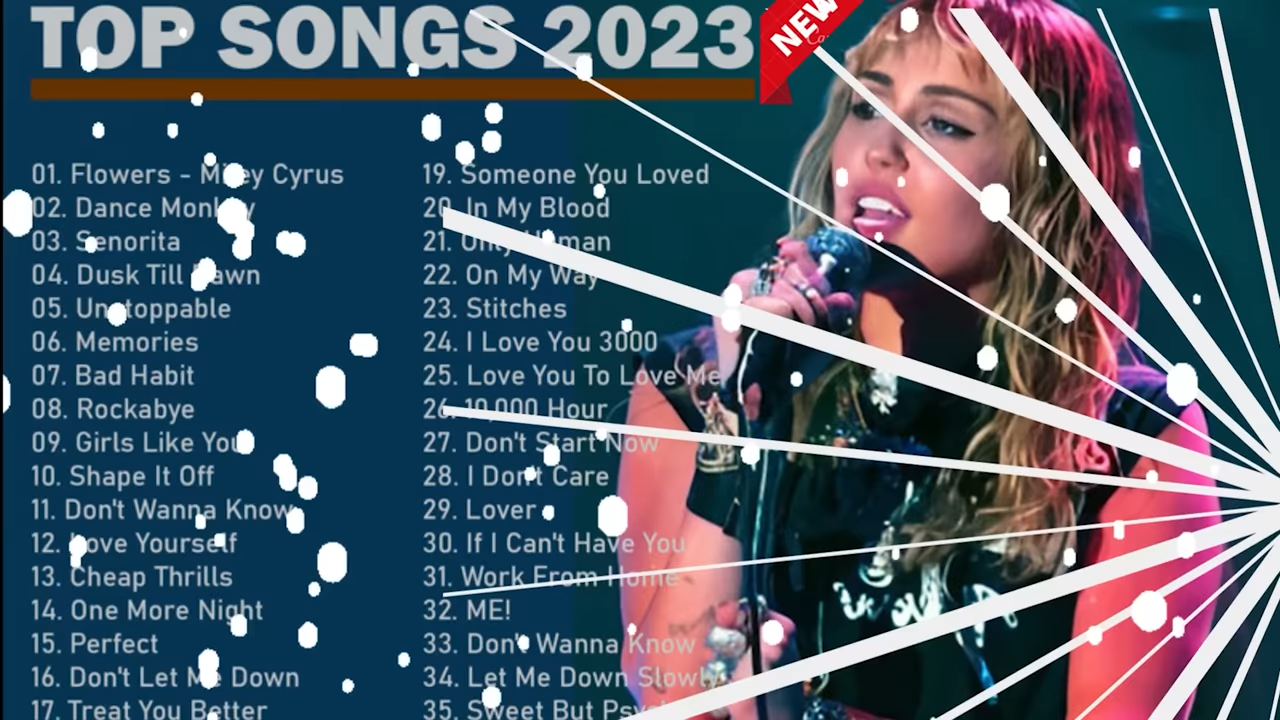 TOP SONGS 2023
NEW
01. Flowers - Miley Cyrus
02. Dance Monkey
03. Senorita
04. Dusk Till Dawn
05. Unstoppable
06. Memories
07. Bad Habit
08. Rockabye
09. Girls Like You
10. Shape It Off
11. Don't Wanna Know
12. Love Yourself
13. Cheap Thrills
14. One More Night
15. Perfect
16. Don't Let Me Down
17. Treat You Better
19. Someone You Loved
20. In My Blood
21. Only Human
22. On My Way
23. Stitches
24. I Love You 3000
25. Love You To Love Me
26. 10,000 Hour
27. Don't Start Now
28. I Don't Care
29. Lover
30. If I Can't Have You
31. Work From Home
32. ME!
33. Don't Wanna Know
34. Let Me Down Slowly
35. Sweet But